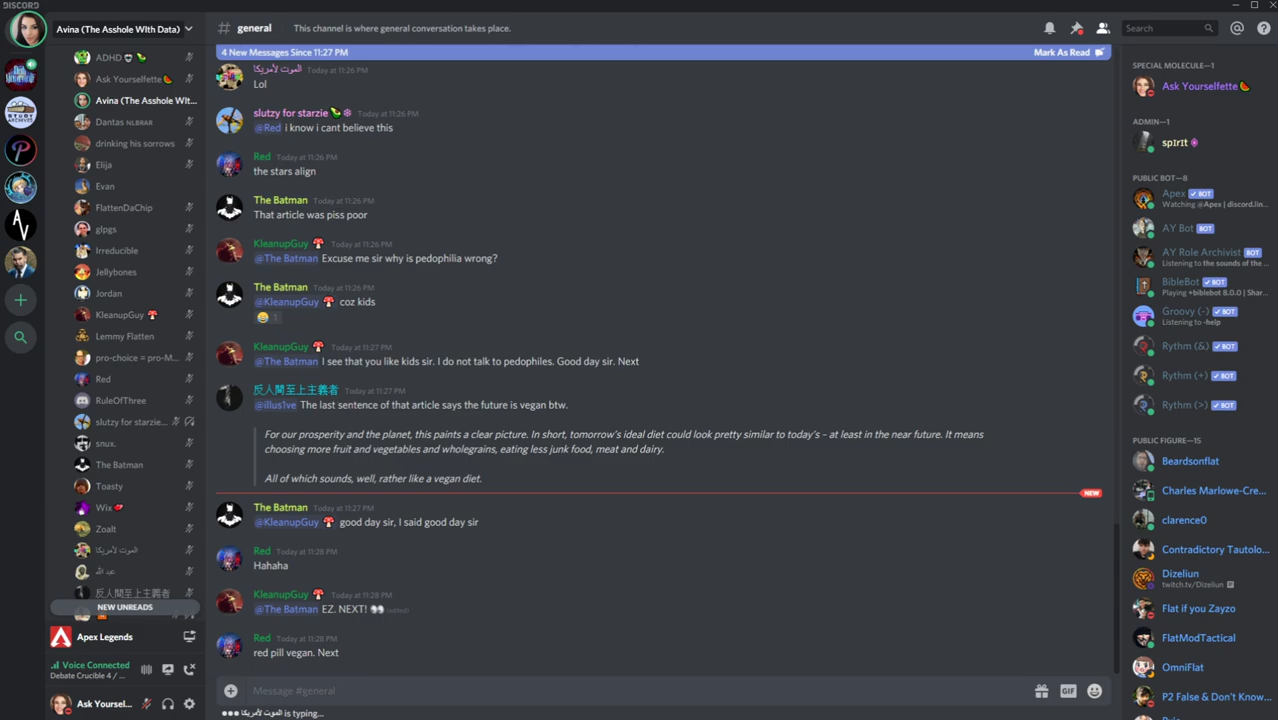 DISCORD
Avina (The Asshole WIth Data)
ADHD
Ask Yourselfette
Avina (The Asshole WIt...
Dantas NLBRAR
drinking his sorrows
Elija
Evan
FlattenDaChip
glpgs
Irreducible
Jellybones
Jordan
KleanupGuy
Lemmy Flatten
pro-choice = pro-M...
Red
RuleOfThree
slutzy for starzie...
snux.
The Batman
Toasty
Wix
Zoalt
الموت لأمريكا
عبد الله
反人間至上主義者
NEW UNREADS
Apex Legends
Voice Connected
Debate Crucible 4 / ...
Ask Yoursel...
# general
This channel is where general conversation takes place.
Search
4 New Messages Since 11:27 PM
Mark As Read
الموت لأمريكا Today at 11:26 PM
Lol
slutzy for starzie Today at 11:26 PM
@Red i know i cant believe this
Red Today at 11:26 PM
the stars align
The Batman Today at 11:26 PM
That article was piss poor
KleanupGuy Today at 11:26 PM
@The Batman Excuse me sir why is pedophilia wrong?
The Batman Today at 11:26 PM
@KleanupGuy coz kids
1
KleanupGuy Today at 11:27 PM
@The Batman I see that you like kids sir. I do not talk to pedophiles. Good day sir. Next
反人間至上主義者 Today at 11:27 PM
@illus1ve The last sentence of that article says the future is vegan btw.
For our prosperity and the planet, this paints a clear picture. In short, tomorrow's ideal diet could look pretty similar to today's – at least in the near future. It means
choosing more fruit and vegetables and wholegrains, eating less junk food, meat and dairy.
All of which sounds, well, rather like a vegan diet.
NEW
The Batman Today at 11:27 PM
@KleanupGuy good day sir, I said good day sir
Red Today at 11:28 PM
Hahaha
KleanupGuy Today at 11:28 PM
@The Batman EZ. NEXT! (edited)
Red Today at 11:28 PM
red pill vegan. Next
Message #general
GIF
الموت لأمريكا is typing...
SPECIAL MOLECULE—1
Ask Yourselfette
ADMIN—1
sp1r1t
PUBLIC BOT—8
Apex BOT
Watching @Apex | discord.lin...
AY Bot BOT
AY Role Archivist BOT
Listening to the sounds of the ...
BibleBot BOT
Playing +biblebot 8.0.0 | Shar...
Groovy (-) BOT
Listening to -help
Rythm (&) BOT
Rythm (+) BOT
Rythm (>) BOT
PUBLIC FIGURE—15
Beardsonflat
Charles Marlowe-Cre...
clarence0
Contradictory Tautolo...
Dizeliun
twitch.tv/Dizeliun
Flat if you Zayzo
FlatModTactical
OmniFlat
P2 False & Don't Know...